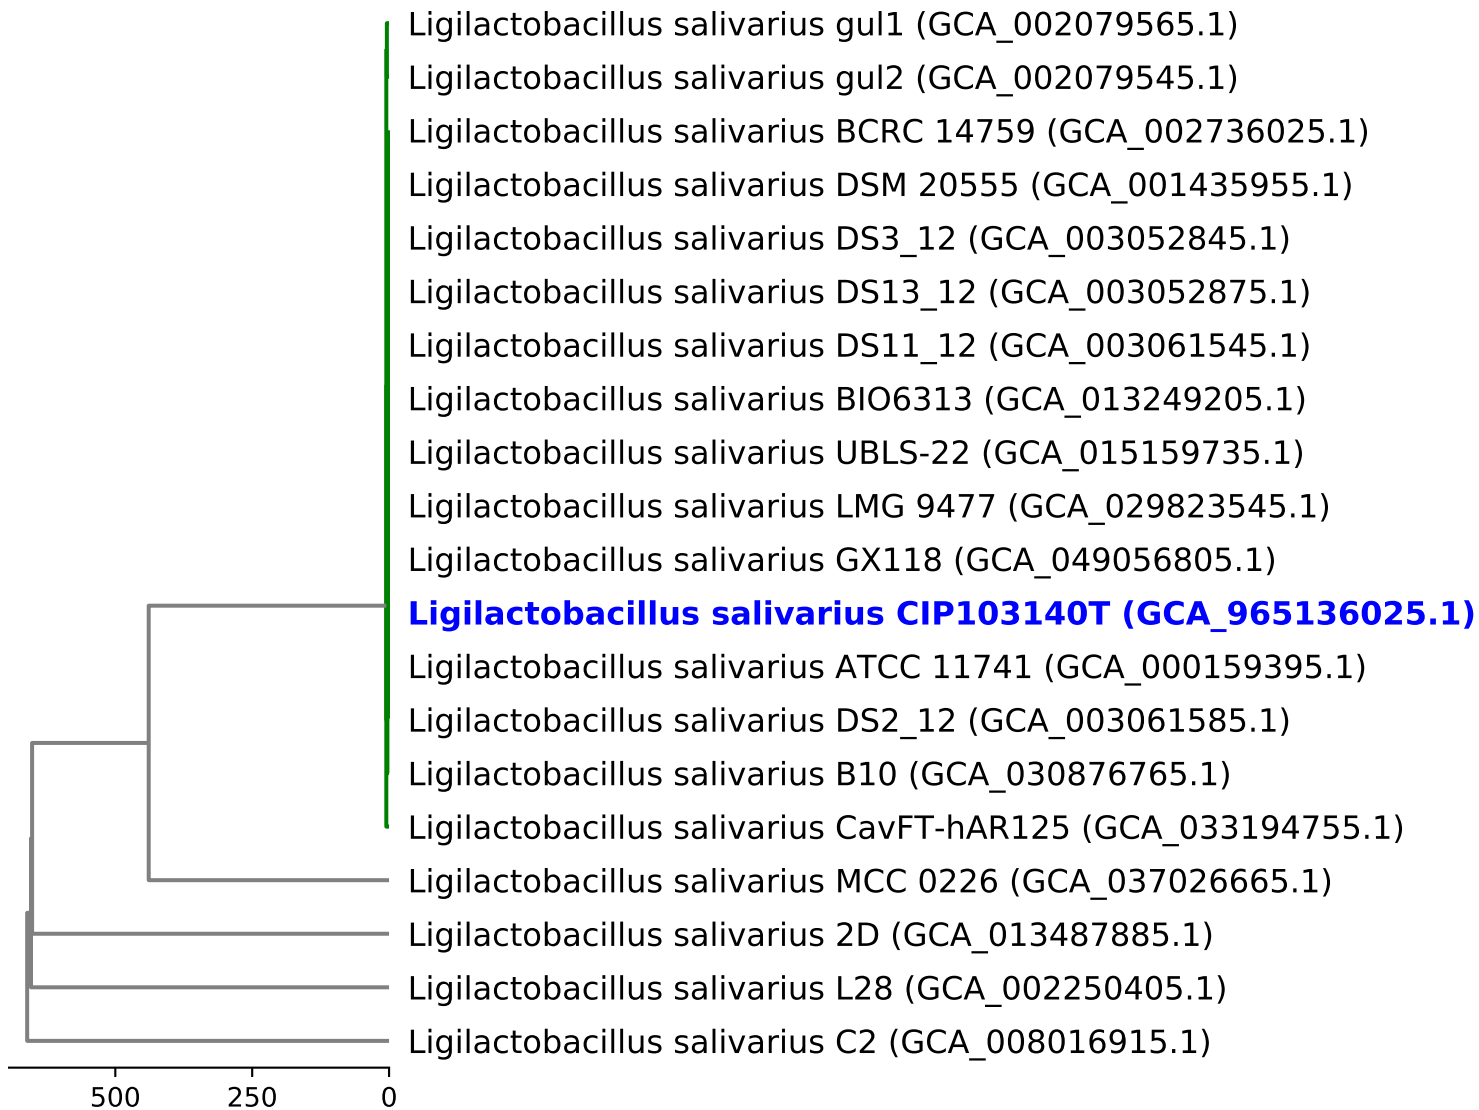 Ligilactobacillus salivarius gul1 (GCA_002079565.1)
Ligilactobacillus salivarius gul2 (GCA_002079545.1)
Ligilactobacillus salivarius BCRC 14759 (GCA_002736025.1)
Ligilactobacillus salivarius DSM 20555 (GCA_001435955.1)
Ligilactobacillus salivarius DS3_12 (GCA_003052845.1)
Ligilactobacillus salivarius DS13_12 (GCA_003052875.1)
Ligilactobacillus salivarius DS11_12 (GCA_003061545.1)
Ligilactobacillus salivarius BIO6313 (GCA_013249205.1)
Ligilactobacillus salivarius UBLS-22 (GCA_015159735.1)
Ligilactobacillus salivarius LMG 9477 (GCA_029823545.1)
Ligilactobacillus salivarius GX118 (GCA_049056805.1)
Ligilactobacillus salivarius CIP103140T (GCA_965136025.1)
Ligilactobacillus salivarius ATCC 11741 (GCA_000159395.1)
Ligilactobacillus salivarius DS2_12 (GCA_003061585.1)
Ligilactobacillus salivarius B10 (GCA_030876765.1)
Ligilactobacillus salivarius CavFT-hAR125 (GCA_033194755.1)
Ligilactobacillus salivarius MCC 0226 (GCA_037026665.1)
Ligilactobacillus salivarius 2D (GCA_013487885.1)
Ligilactobacillus salivarius L28 (GCA_002250405.1)
Ligilactobacillus salivarius C2 (GCA_008016915.1)
500 250 0